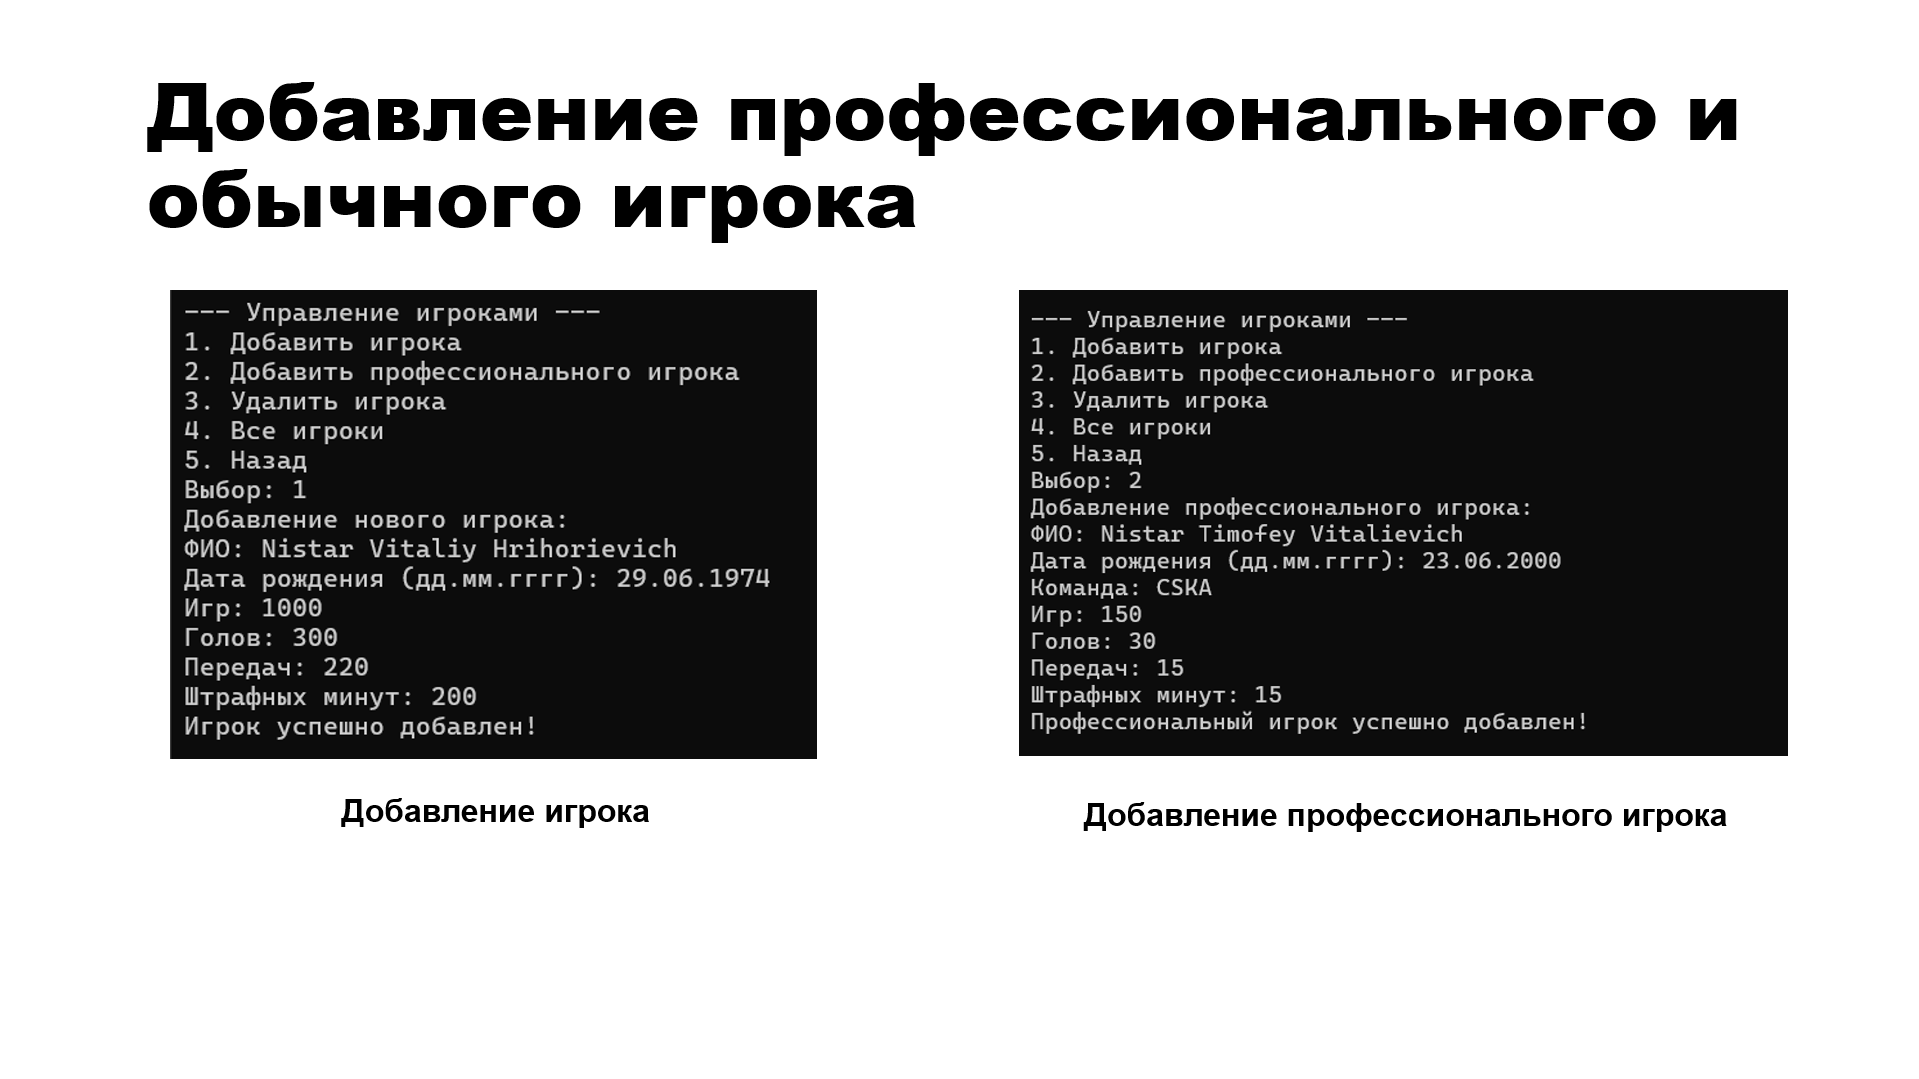 Добавление профессионального и
обычного игрока
--- Управление игроками ---
1. Добавить игрока
2. Добавить профессионального игрока
3. Удалить игрока
4. Все игроки
5. Назад
Выбор: 1
Добавление нового игрока:
ФИО: Nistar Vitaliy Hrihorievich
Дата рождения (дд.мм.гггг): 29.06.1974
Игр: 1000
Голов: 300
Передач: 220
Штрафных минут: 200
Игрок успешно добавлен!
Добавление игрока
--- Управление игроками ---
1. Добавить игрока
2. Добавить профессионального игрока
3. Удалить игрока
4. Все игроки
5. Назад
Выбор: 2
Добавление профессионального игрока:
ФИО: Nistar Timofey Vitalievich
Дата рождения (дд.мм.гггг): 23.06.2000
Команда: CSKA
Игр: 150
Голов: 30
Передач: 15
Штрафных минут: 15
Профессиональный игрок успешно добавлен!
Добавление профессионального игрока